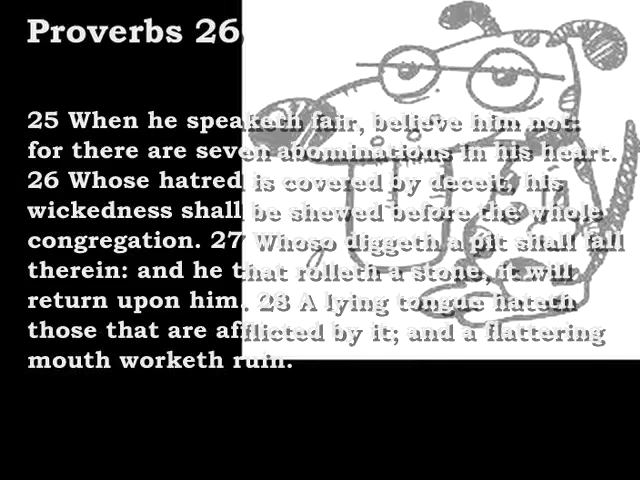 Proverbs 26
25 When he speaketh fair, believe him not:
for there are seven abominations in his heart.
26 Whose hatred is covered by deceit, his
wickedness shall be shewed before the whole
congregation. 27 Whoso diggeth a pit shall fall
therein: and he that rolleth a stone, it will
return upon him. 28 A lying tongue hateth
those that are afflicted by it; and a flattering
mouth worketh ruin.